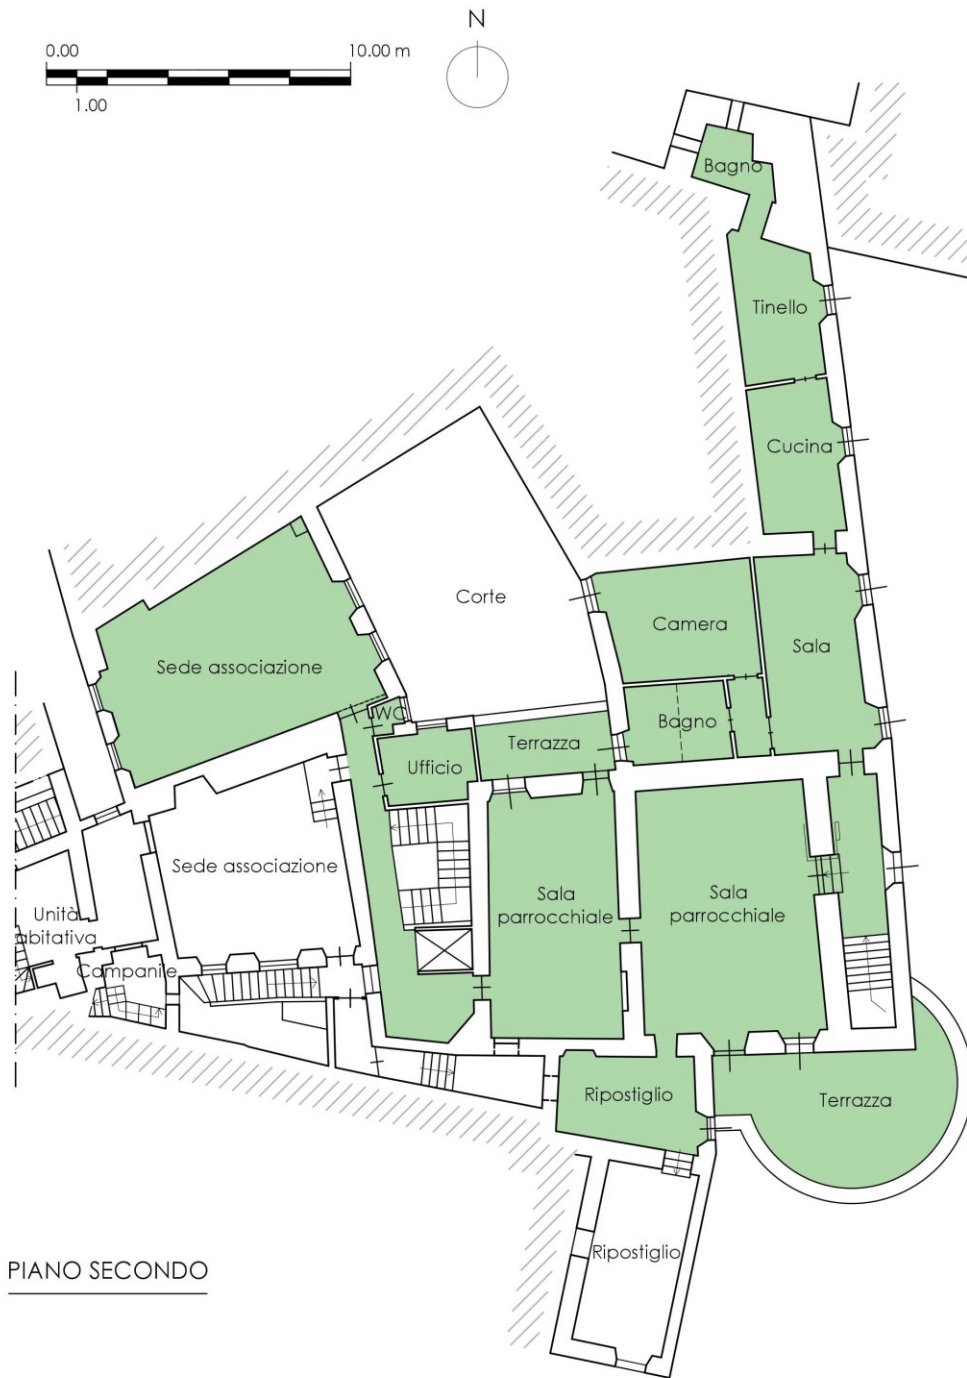 N
0.00
10.00 m
1.00
Bagno
Tinello
Cucina
Corte
Camera
Sala
Sede associazione
WC
Bagno
Terrazza
Ufficio
Sede associazione
Sala
parrocchiale
Sala
parrocchiale
Unità
abitativa
Campanile
Ripostiglio
Terrazza
Ripostiglio
PIANO SECONDO